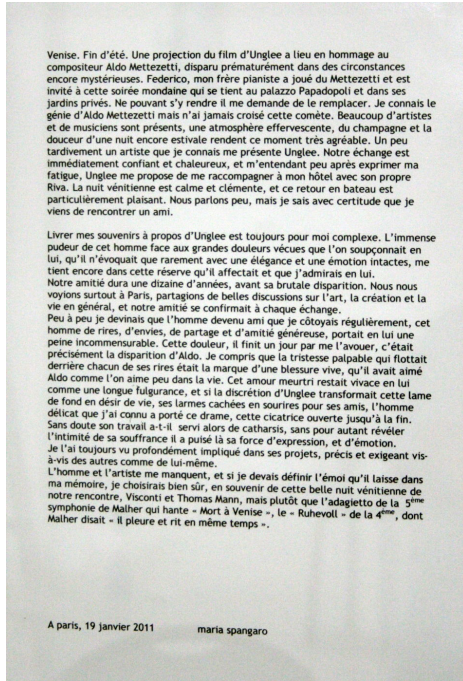 Venise. Fin d'été. Une projection du film d'Unglee a lieu en hommage au
compositeur Aldo Mettezetti, disparu prématurément dans des circonstances
encore mystérieuses. Federico, mon frère pianiste a joué du Mettezetti et est
invité à cette soirée mondaine qui se tient au palazzo Papadopoli et dans ses
jardins privés. Ne pouvant s'y rendre il me demande de le remplacer. Je connais le
génie d'Aldo Mettezetti mais n'ai jamais croisé cette comète. Beaucoup d'artistes
et de musiciens sont présents, une atmosphère effervescente, du champagne et la
douceur d'une nuit encore estivale rendent ce moment très agréable. Un peu
tardivement un artiste que je connais me présente Unglee. Notre échange est
immédiatement confiant et chaleureux, et m'entendant peu après exprimer ma
fatigue, Unglee me propose de me raccompagner à mon hôtel avec son propre
Riva. La nuit vénitienne est calme et clémente, et ce retour en bateau est
particulièrement plaisant. Nous parlons peu, mais je sais avec certitude que je
viens de rencontrer un ami.
Livrer mes souvenirs à propos d'Unglee est toujours pour moi complexe. L'immense
pudeur de cet homme face aux grandes douleurs vécues que l'on soupçonnait en
lui, qu'il n'évoquait que rarement avec une élégance et une émotion intactes, me
tient encore dans cette réserve qu'il affectait et que j'admirais en lui.
Notre amitié dura une dizaine d'années, avant sa brutale disparition. Nous nous
voyions surtout à Paris, partagions de belles discussions sur l'art, la création et la
vie en général, et notre amitié se confirmait à chaque échange.
Peu à peu je devinais que l'homme devenu ami que je côtoyais régulièrement, cet
homme de rires, d'envies, de partage et d'amitié généreuse, portait en lui une
peine incommensurable. Cette douleur, il finit un jour par me l'avouer, c'était
précisément la disparition d'Aldo. Je compris que la tristesse palpable qui flottait
derrière chacun de ses rires était la marque d'une blessure vive, qu'il avait aimé
Aldo comme l'on aime peu dans la vie. Cet amour meurtri restait vivace en lui
comme une longue fulgurance, et si la discrétion d'Unglee transformait cette lame
de fond en désir de vie, ses larmes cachées en sourires pour ses amis, l'homme
délicat que j'ai connu a porté ce drame, cette cicatrice ouverte jusqu'à la fin.
Sans doute son travail a-t-il servi alors de catharsis, sans pour autant révéler
l'intimité de sa souffrance il a puisé là sa force d'expression, et d'émotion.
Je l'ai toujours vu profondément impliqué dans ses projets, précis et exigeant vis-
à-vis des autres comme de lui-même.
L'homme et l'artiste me manquent, et si je devais définir l'émoi qu'il laisse dans
ma mémoire, je choisirais bien sûr, en souvenir de cette belle nuit vénitienne de
notre rencontre, Visconti et Thomas Mann, mais plutôt que l'adagietto de la 5ème
symphonie de Malher qui hante « Mort à Venise », le « Ruhevoll » de la 4ème, dont
Malher disait « il pleure et rit en même temps ».
A paris, 19 janvier 2011 maria spangaro